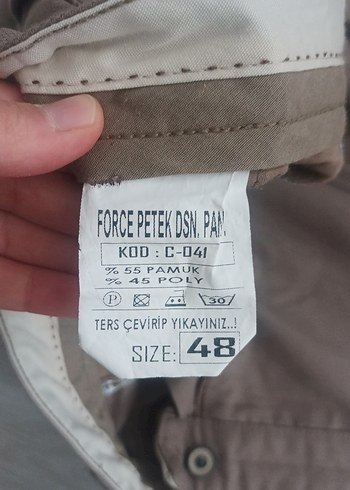 FORCE PETEK DSN. PAN.
KOD : C-041
% 55 PAMUK
% 45 POLY
P 30
TERS ÇEVİRİP YIKAYINIZ..!
SIZE: 48